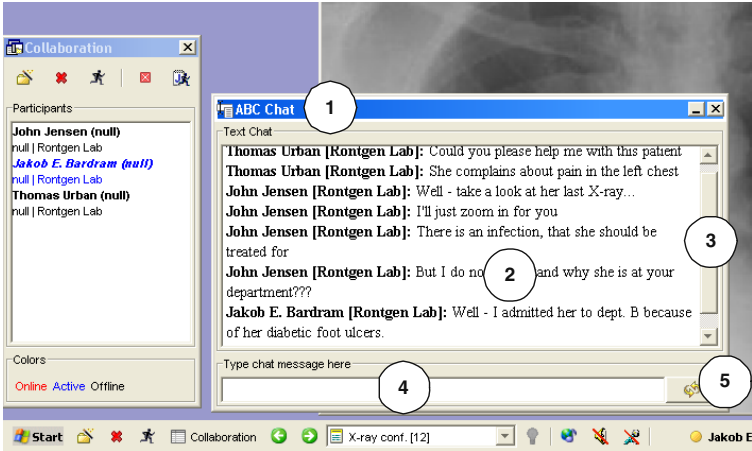 Collaboration
Participants
John Jensen (null)
null | Rontgen Lab
Jakob E. Bardram (null)
null | Rontgen Lab
Thomas Urban (null)
null | Rontgen Lab
Colors
Online Active Offline
ABC Chat
1
Text Chat
Thomas Urban [Rontgen Lab]: Could you please help me with this patient
Thomas Urban [Rontgen Lab]: She complains about pain in the left chest
John Jensen [Rontgen Lab]: Well - take a look at her last X-ray...
John Jensen [Rontgen Lab]: I'll just zoom in for you
John Jensen [Rontgen Lab]: There is an infection, that she should be
treated for
3
John Jensen [Rontgen Lab]: But I do no 2 and why she is at your
department???
Jakob E. Bardram [Rontgen Lab]: Well - I admitted her to dept. B because
of her diabetic foot ulcers.
Type chat message here
4
5
Start Collaboration X-ray conf. [12] Jakob E